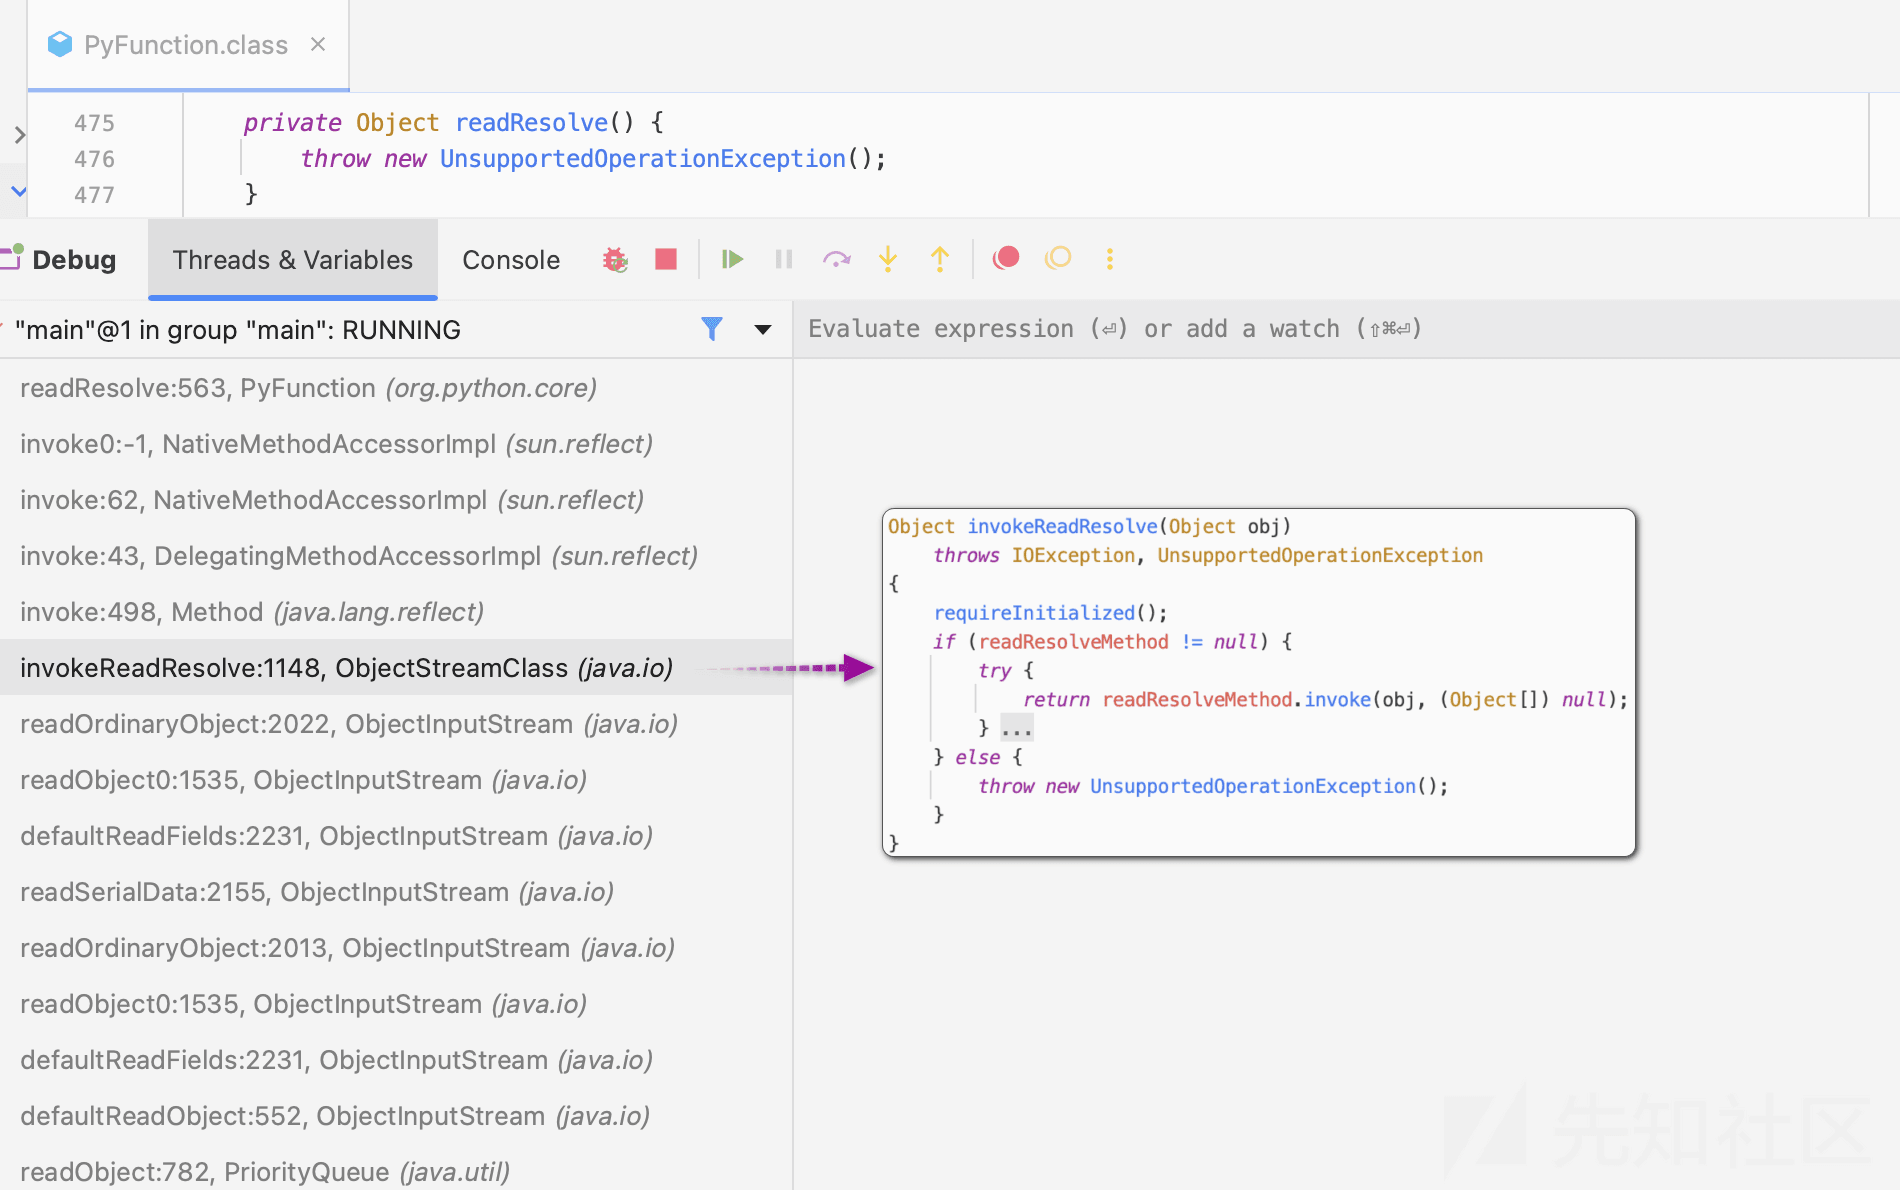 PyFunction.class
475 private Object readResolve() {
476 throw new UnsupportedOperationException();
477 }
Debug Threads & Variables Console
"main"@1 in group "main": RUNNING
Evaluate expression (⏎) or add a watch (⇧⌘⏎)
readResolve:563, PyFunction (org.python.core)
invoke0:-1, NativeMethodAccessorImpl (sun.reflect)
invoke:62, NativeMethodAccessorImpl (sun.reflect)
invoke:43, DelegatingMethodAccessorImpl (sun.reflect)
invoke:498, Method (java.lang.reflect)
invokeReadResolve:1148, ObjectStreamClass (java.io)
readOrdinaryObject:2022, ObjectInputStream (java.io)
readObject0:1535, ObjectInputStream (java.io)
defaultReadFields:2231, ObjectInputStream (java.io)
readSerialData:2155, ObjectInputStream (java.io)
readOrdinaryObject:2013, ObjectInputStream (java.io)
readObject0:1535, ObjectInputStream (java.io)
defaultReadFields:2231, ObjectInputStream (java.io)
defaultReadObject:552, ObjectInputStream (java.io)
readObject:782, PriorityQueue (java.util)
Object invokeReadResolve(Object obj)
throws IOException, UnsupportedOperationException
{
requireInitialized();
if (readResolveMethod != null) {
try {
return readResolveMethod.invoke(obj, (Object[]) null);
} ...
} else {
throw new UnsupportedOperationException();
}
}
先知社区